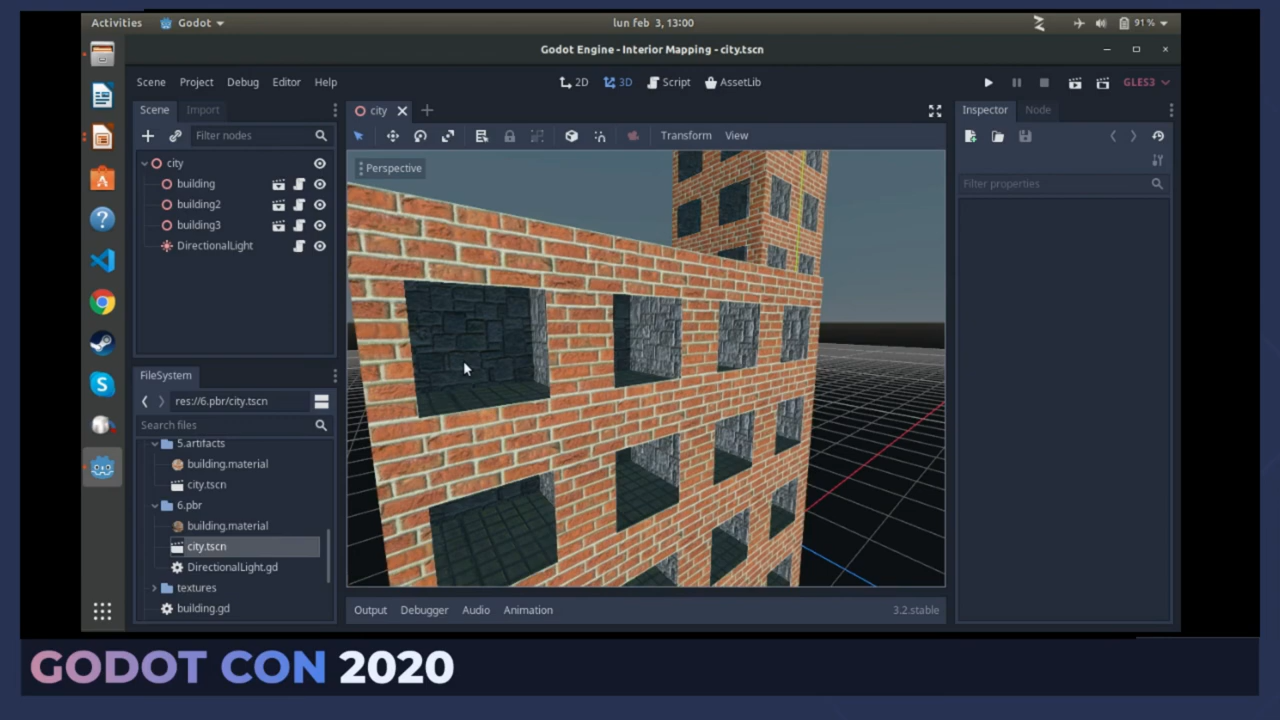 Activities Godot lun feb 3, 13:00 91 %
Godot Engine - Interior Mapping - city.tscn
Scene Project Debug Editor Help 2D 3D Script AssetLib GLES3
Scene Import
Filter nodes
city
building
building2
building3
DirectionalLight
FileSystem
res://6.pbr/city.tscn
Search files
5.artifacts
building.material
city.tscn
6.pbr
building.material
city.tscn
DirectionalLight.gd
textures
building.gd
city
Transform View
Perspective
Output Debugger Audio Animation 3.2.stable
Inspector Node
Filter properties
GODOT CON 2020